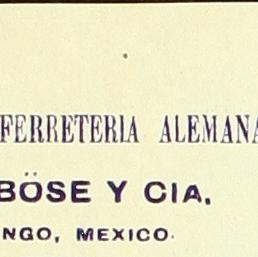 FERRETERIA ALEMANA
BÖSE Y CIA.
NGO, MEXICO.